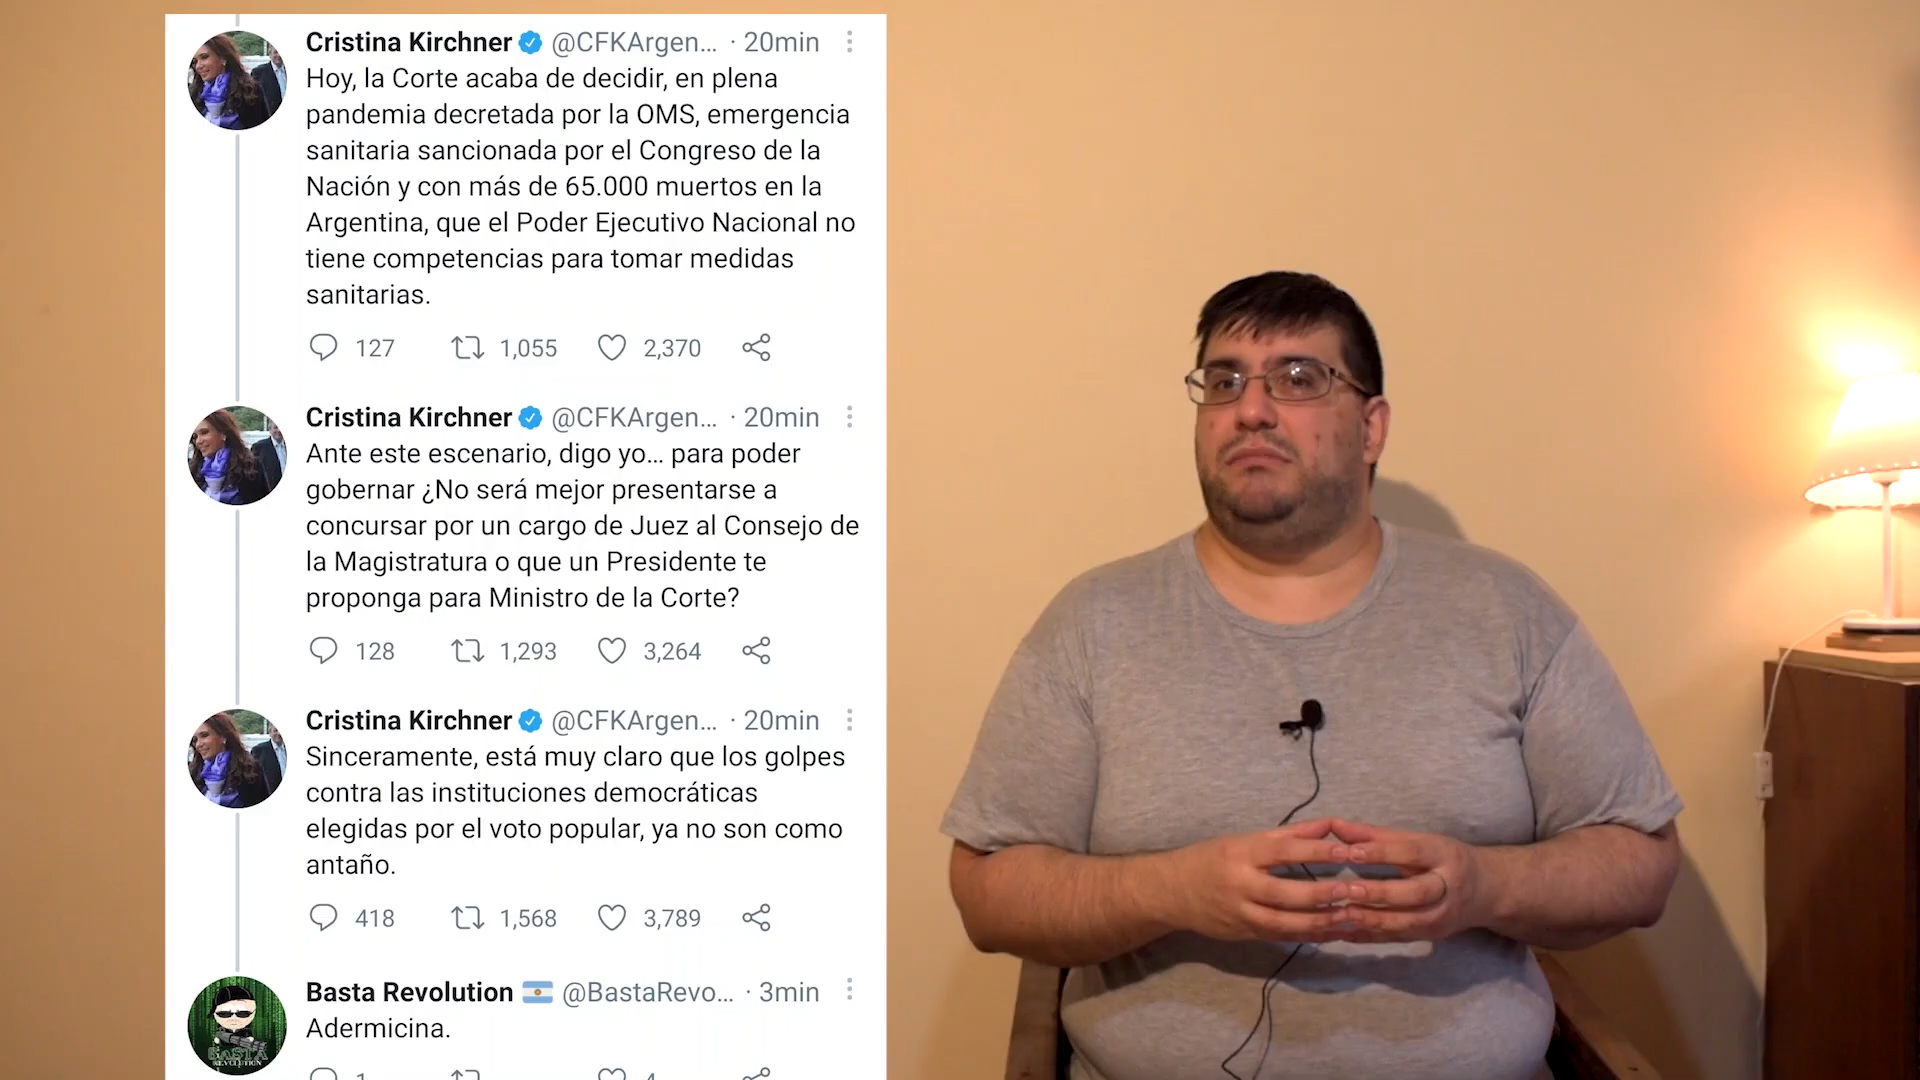 Cristina Kirchner @CFKArgen... · 20min
Hoy, la Corte acaba de decidir, en plena
pandemia decretada por la OMS, emergencia
sanitaria sancionada por el Congreso de la
Nación y con más de 65.000 muertos en la
Argentina, que el Poder Ejecutivo Nacional no
tiene competencias para tomar medidas
sanitarias.
127 1,055 2,370
Cristina Kirchner @CFKArgen... · 20min
Ante este escenario, digo yo... para poder
gobernar ¿No será mejor presentarse a
concursar por un cargo de Juez al Consejo de
la Magistratura o que un Presidente te
proponga para Ministro de la Corte?
128 1,293 3,264
Cristina Kirchner @CFKArgen... · 20min
Sinceramente, está muy claro que los golpes
contra las instituciones democráticas
elegidas por el voto popular, ya no son como
antaño.
418 1,568 3,789
Basta Revolution @BastaRevo... · 3min
Adermicina.
BASTA
REVOLUTION
1 4